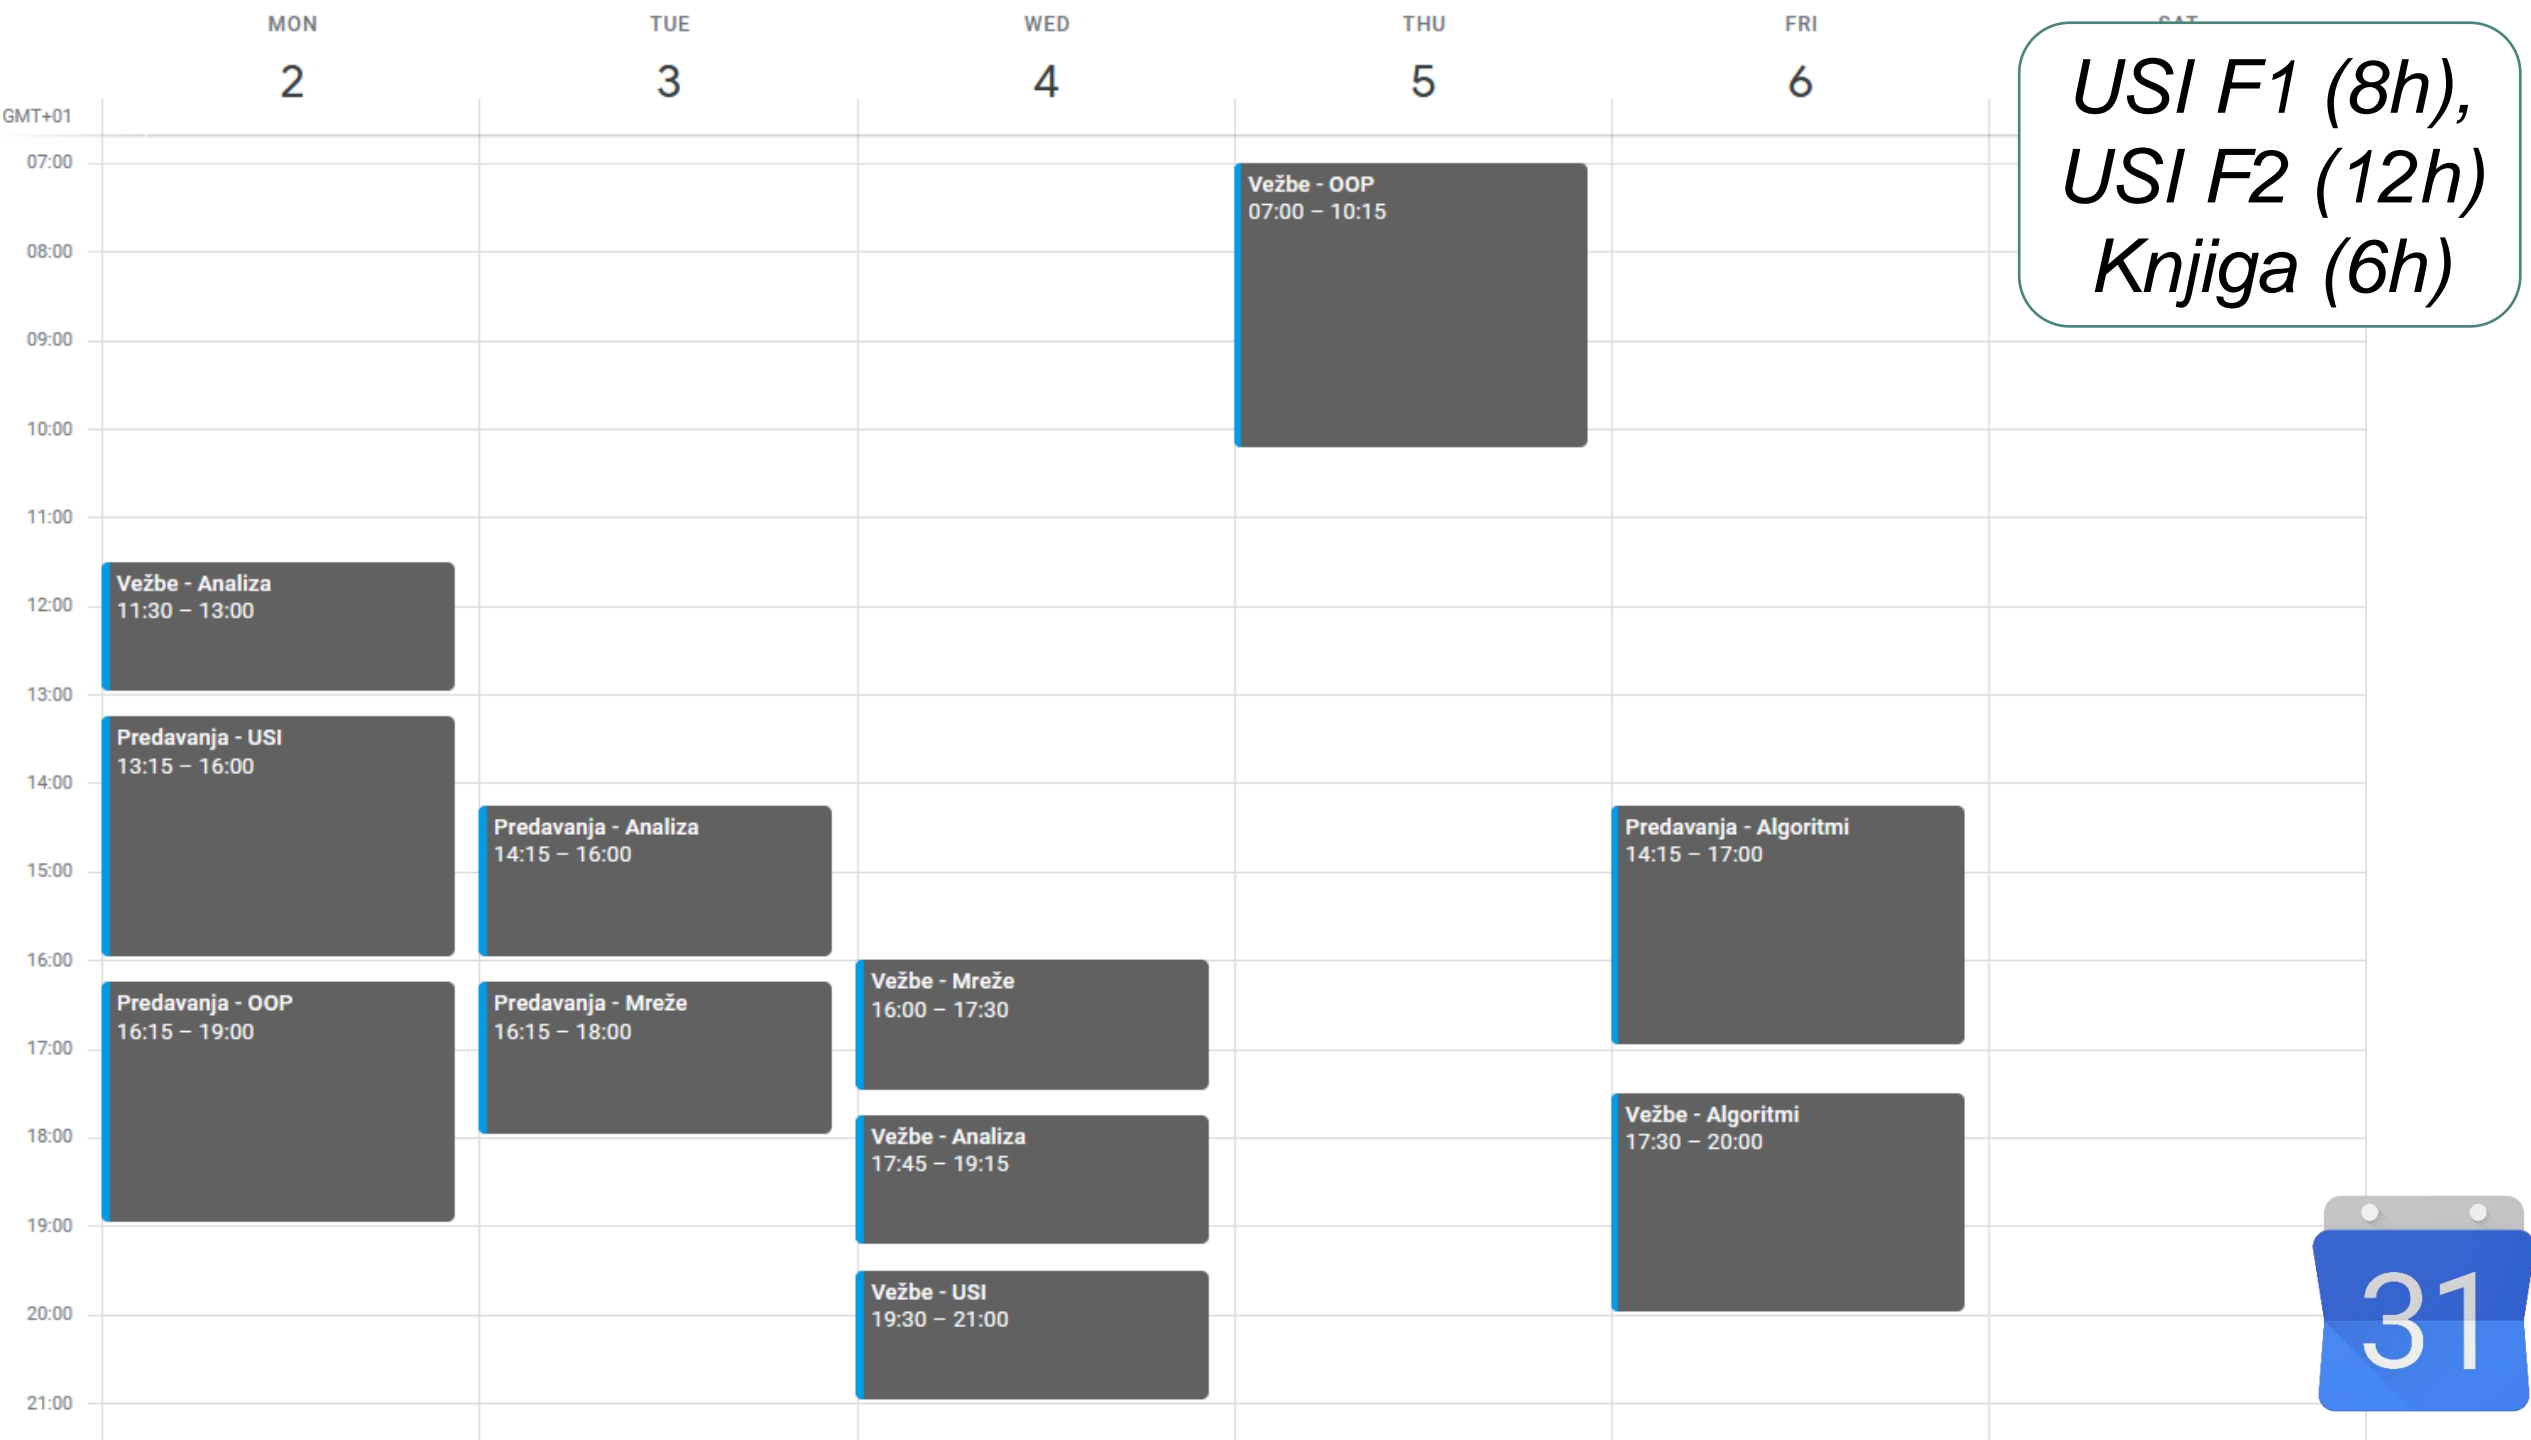 MON
TUE
WED
THU
FRI
SAT
2
3
4
5
6
GMT+01
USI F1 (8h),
USI F2 (12h)
Knjiga (6h)
07:00
08:00
09:00
10:00
11:00
12:00
13:00
14:00
15:00
16:00
17:00
18:00
19:00
20:00
21:00
Vežbe - Analiza
11:30 – 13:00
Predavanja - USI
13:15 – 16:00
Predavanja - OOP
16:15 – 19:00
Predavanja - Analiza
14:15 – 16:00
Predavanja - Mreže
16:15 – 18:00
Vežbe - Mreže
16:00 – 17:30
Vežbe - Analiza
17:45 – 19:15
Vežbe - USI
19:30 – 21:00
Vežbe - OOP
07:00 – 10:15
Predavanja - Algoritmi
14:15 – 17:00
Vežbe - Algoritmi
17:30 – 20:00
31